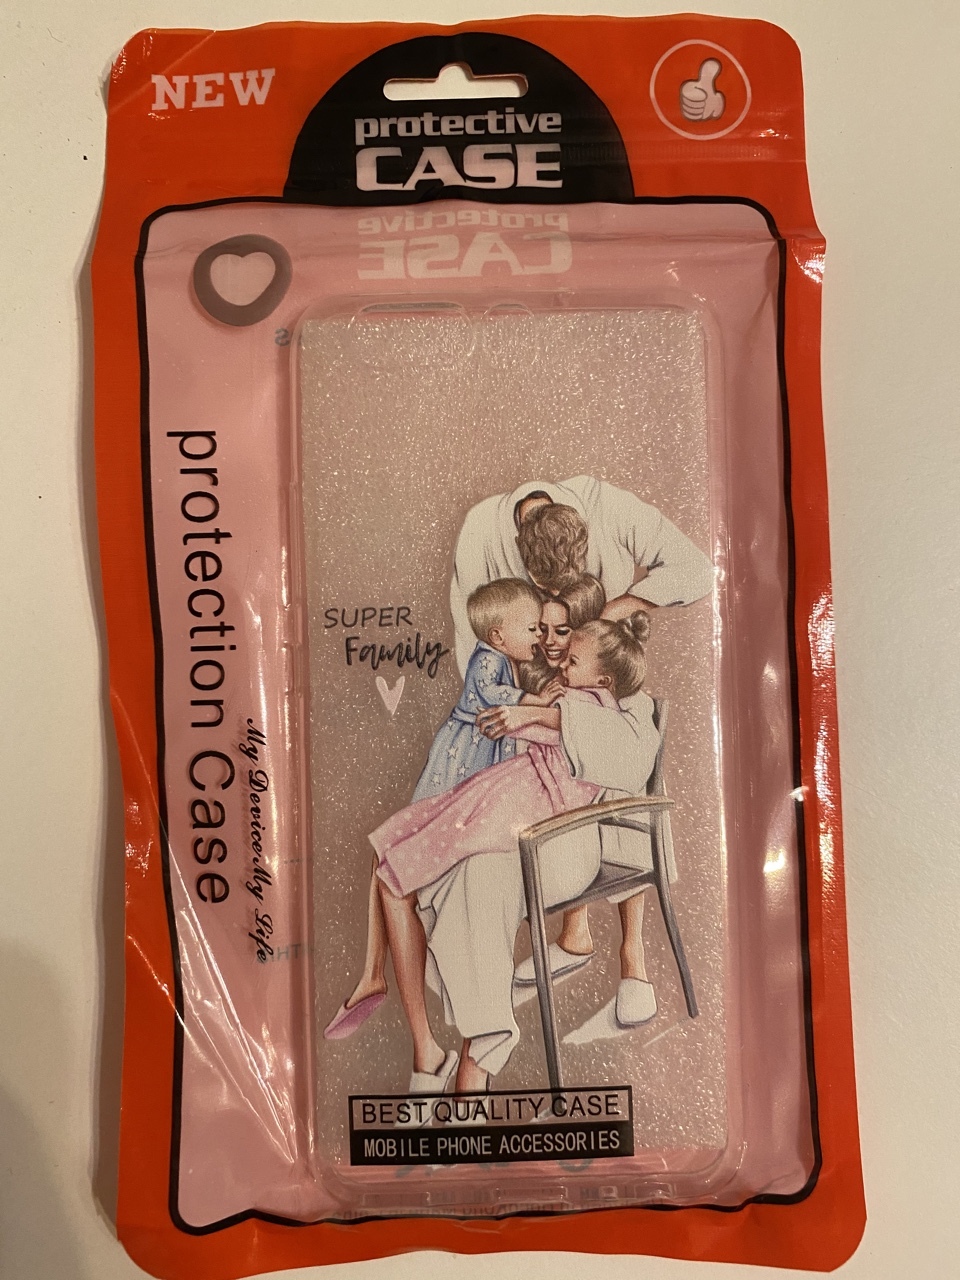 NEW
protective
CASE
protective
CASE
protection Case
My Device My Life
SUPER
Family
BEST QUALITY CASE
MOBILE PHONE ACCESSORIES